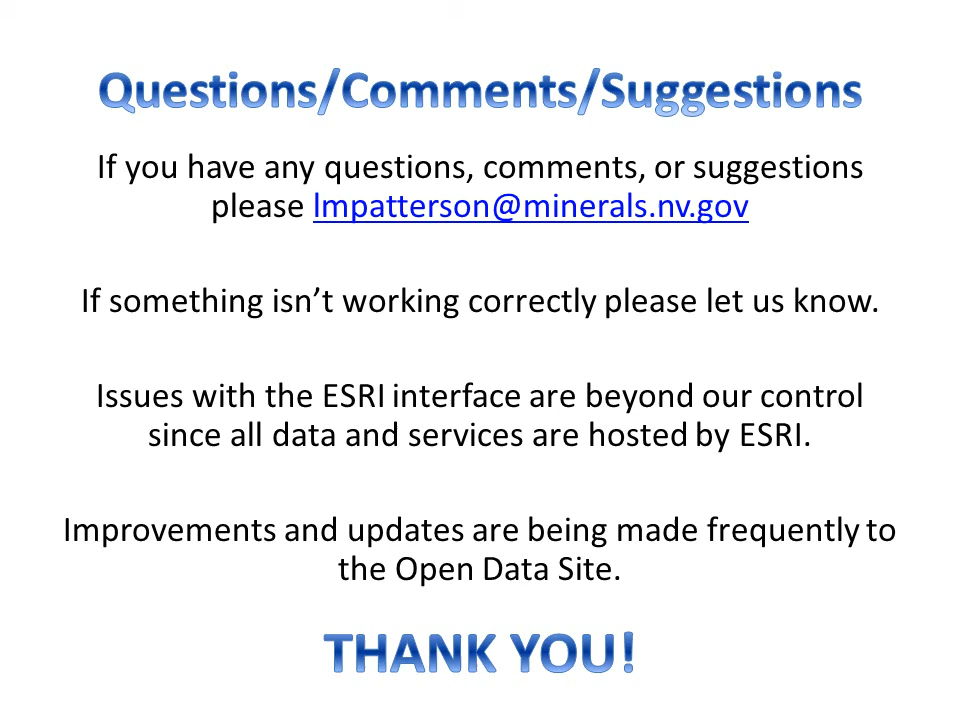 Questions/Comments/Suggestions
If you have any questions, comments, or suggestions
please lmpatterson@minerals.nv.gov
If something isn’t working correctly please let us know.
Issues with the ESRI interface are beyond our control
since all data and services are hosted by ESRI.
Improvements and updates are being made frequently to
the Open Data Site.
THANK YOU!